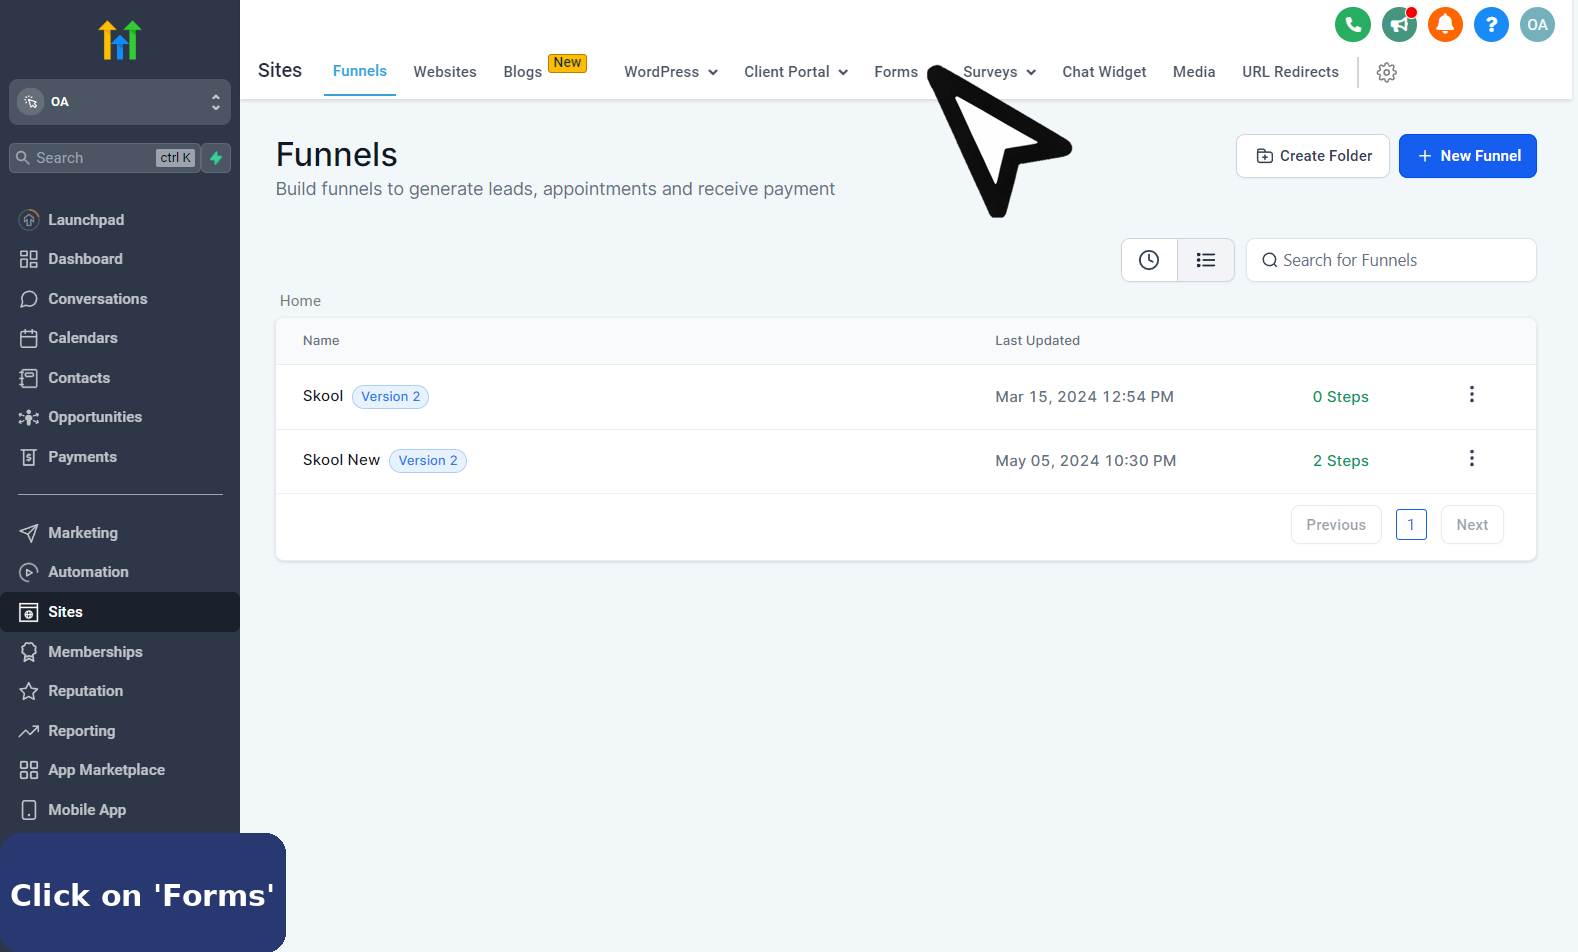 OA
Sites
Funnels
Websites
Blogs
New
WordPress
Client Portal
Forms
Surveys
Chat Widget
Media
URL Redirects
OA
Search
ctrl K
Launchpad
Dashboard
Conversations
Calendars
Contacts
Opportunities
Payments
Marketing
Automation
Sites
Memberships
Reputation
Reporting
App Marketplace
Mobile App
Funnels
Build funnels to generate leads, appointments and receive payment
Create Folder
+ New Funnel
Search for Funnels
Home
Name
Last Updated
Skool Version 2 Mar 15, 2024 12:54 PM 0 Steps
Skool New Version 2 May 05, 2024 10:30 PM 2 Steps
Previous 1 Next
Click on 'Forms'